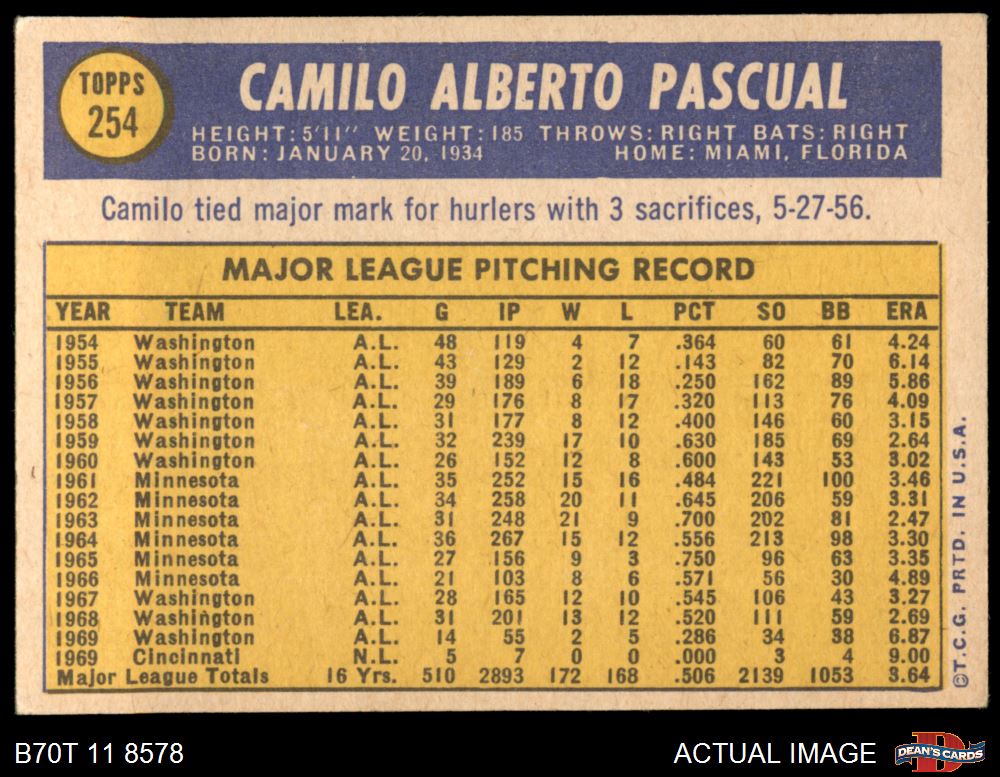 TOPPS
254
CAMILO ALBERTO PASCUAL
HEIGHT: 5'11" WEIGHT: 185 THROWS: RIGHT BATS: RIGHT
BORN: JANUARY 20, 1934 HOME: MIAMI, FLORIDA
Camilo tied major mark for hurlers with 3 sacrifices, 5-27-56.
MAJOR LEAGUE PITCHING RECORD
YEAR TEAM LEA. G IP W L PCT SO BB ERA
1954 Washington A.L. 48 119 4 7 .364 60 61 4.24
1955 Washington A.L. 43 129 2 12 .143 82 70 6.14
1956 Washington A.L. 39 189 6 18 .250 162 89 5.86
1957 Washington A.L. 29 176 8 17 .320 113 76 4.09
1958 Washington A.L. 31 177 8 12 .400 146 60 3.15
1959 Washington A.L. 32 239 17 10 .630 185 69 2.64
1960 Washington A.L. 26 152 12 8 .600 143 53 3.02
1961 Minnesota A.L. 35 252 15 16 .484 221 100 3.46
1962 Minnesota A.L. 34 258 20 11 .645 206 59 3.31
1963 Minnesota A.L. 31 248 21 9 .700 202 81 2.47
1964 Minnesota A.L. 36 267 15 12 .556 213 98 3.30
1965 Minnesota A.L. 27 156 9 3 .750 96 63 3.35
1966 Minnesota A.L. 21 103 8 6 .571 56 30 4.89
1967 Washington A.L. 28 165 12 10 .545 106 43 3.27
1968 Washington A.L. 31 201 13 12 .520 111 59 2.69
1969 Washington A.L. 14 55 2 5 .286 34 38 6.87
1969 Cincinnati N.L. 5 7 0 0 .000 3 4 9.00
Major League Totals 16 Yrs. 510 2893 172 168 .506 2139 1053 3.64
©T.C.G. PRTD. IN U.S.A.
B70T 11 8578
ACTUAL IMAGE
D
DEAN'S CARDS